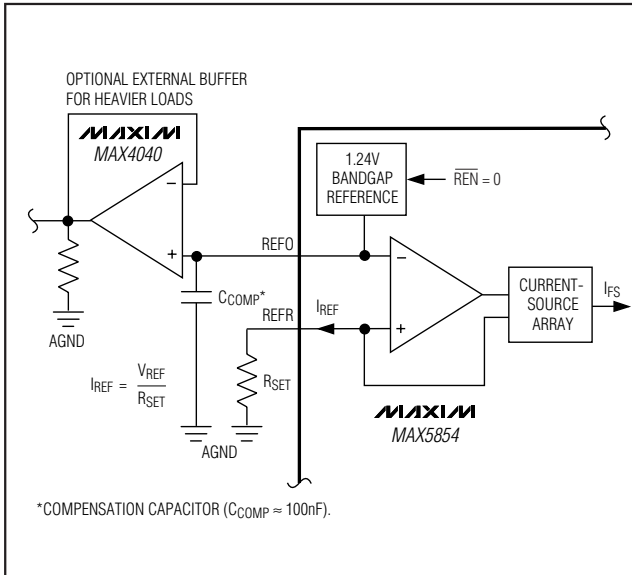 OPTIONAL EXTERNAL BUFFER
FOR HEAVIER LOADS
MAXIM
MAX4040
1.24V
BANDGAP
REFERENCE
REN = 0
−
+
REFO
−
+
CCOMP*
REFR
IREF
CURRENT-
SOURCE
ARRAY
IFS
AGND
RSET
IREF = VREF
RSET
AGND
MAXIM
MAX5854
*COMPENSATION CAPACITOR (CCOMP ≈ 100nF).